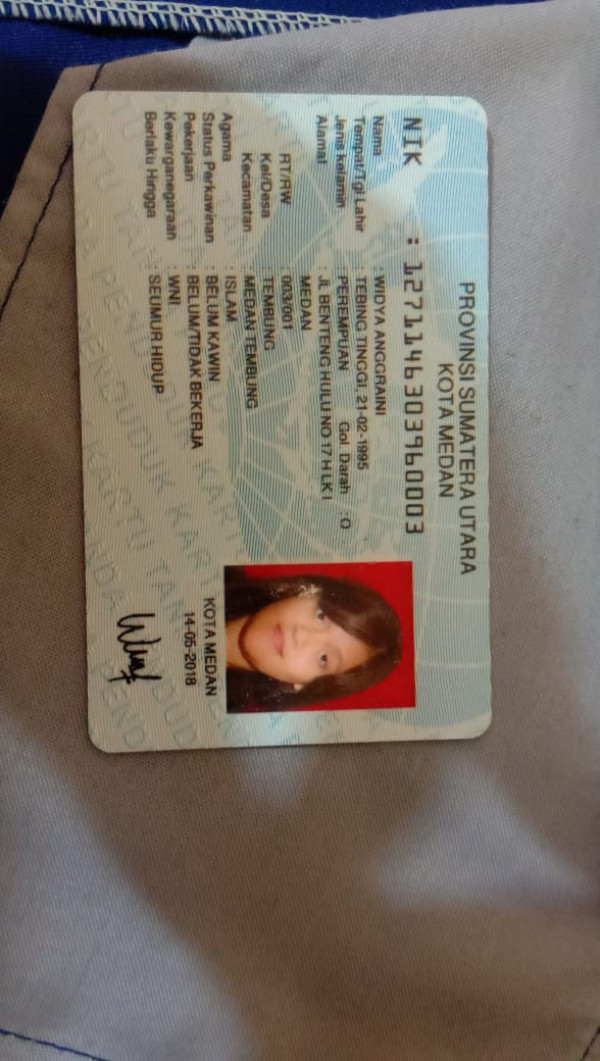 PROVINSI SUMATERA UTARA
KOTA MEDAN
NIK : 1271146303960003
Nama : WIDYA ANGGRAINI
Tempat/Tgl Lahir : TEBING TINGGI, 21-02-1995
Jenis kelamin : PEREMPUAN Gol. Darah : O
Alamat : JL BENTENG HULU NO 17 H LK I
MEDAN
RT/RW : 003/001
Kel/Desa : TEMBUNG
Kecamatan : MEDAN TEMBUNG
Agama : ISLAM
Status Perkawinan : BELUM KAWIN
Pekerjaan : BELUM/TIDAK BEKERJA
Kewarganegaraan : WNI
Berlaku Hingga : SEUMUR HIDUP
KOTA MEDAN
14-05-2018